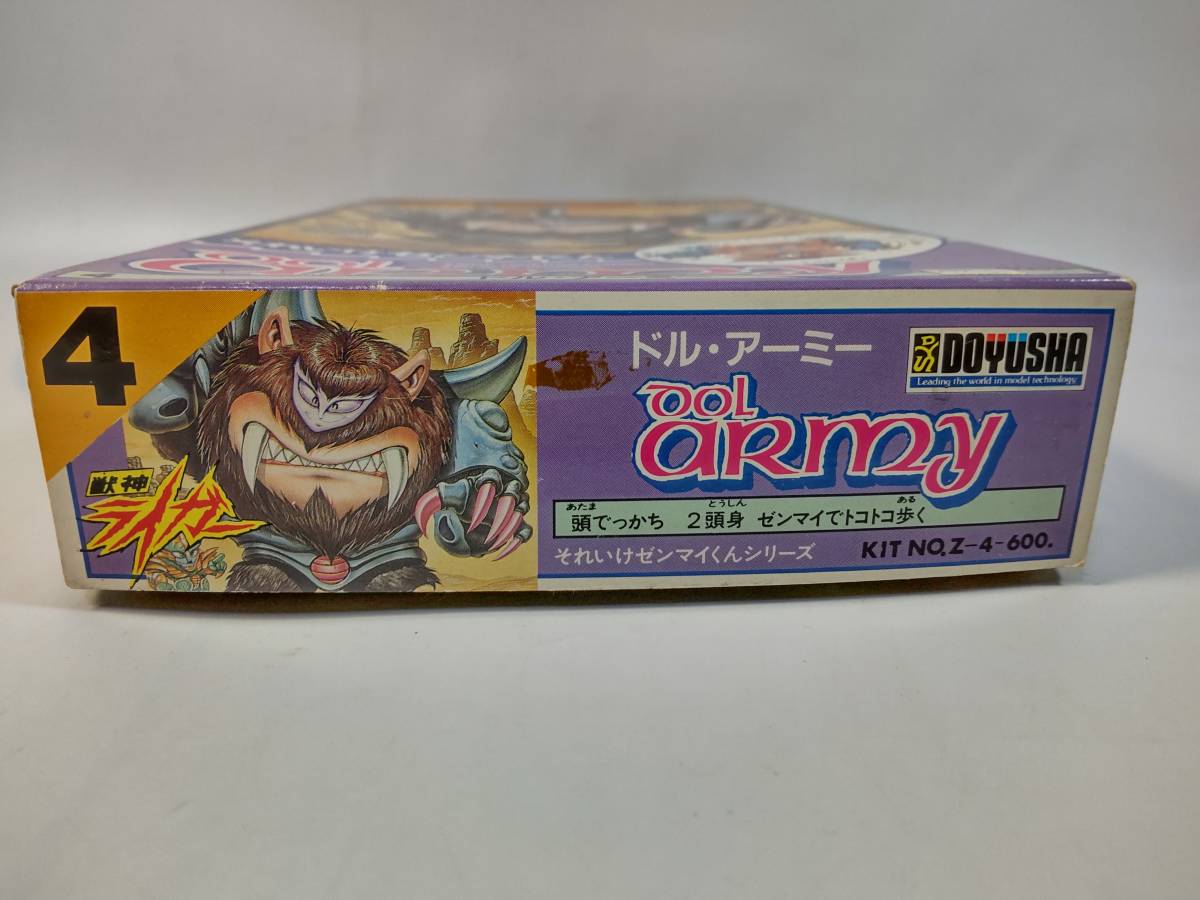 4
獣神
ライガー
ドル・アーミー
DOL
ARMY
DOYUSHA
Leading the world in model technology.
あたま とうしん ある
頭でっかち 2頭身 ゼンマイでトコトコ歩く
それいけゼンマイくんシリーズ
KIT NO,Z-4-600.